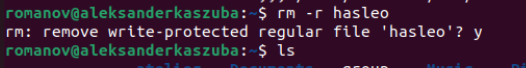 romanov@aleksanderkaszuba:~$ rm -r hasleo
rm: remove write-protected regular file 'hasleo'? y
romanov@aleksanderkaszuba:~$ ls